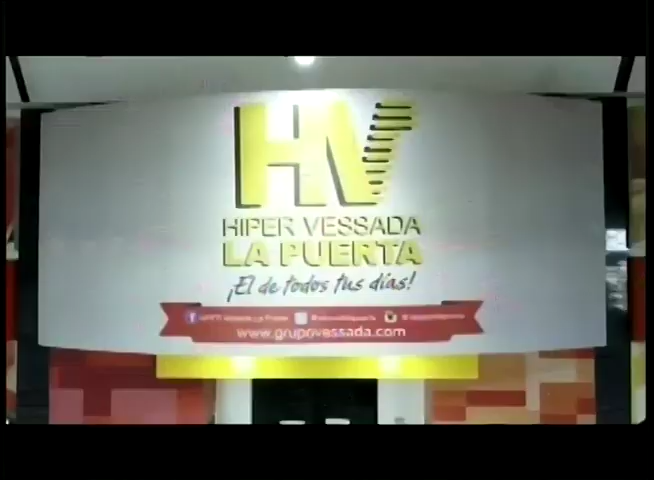 HV
HIPER VESSADA
LA PUERTA
¡El de todos tus días!
www.grupovessada.com